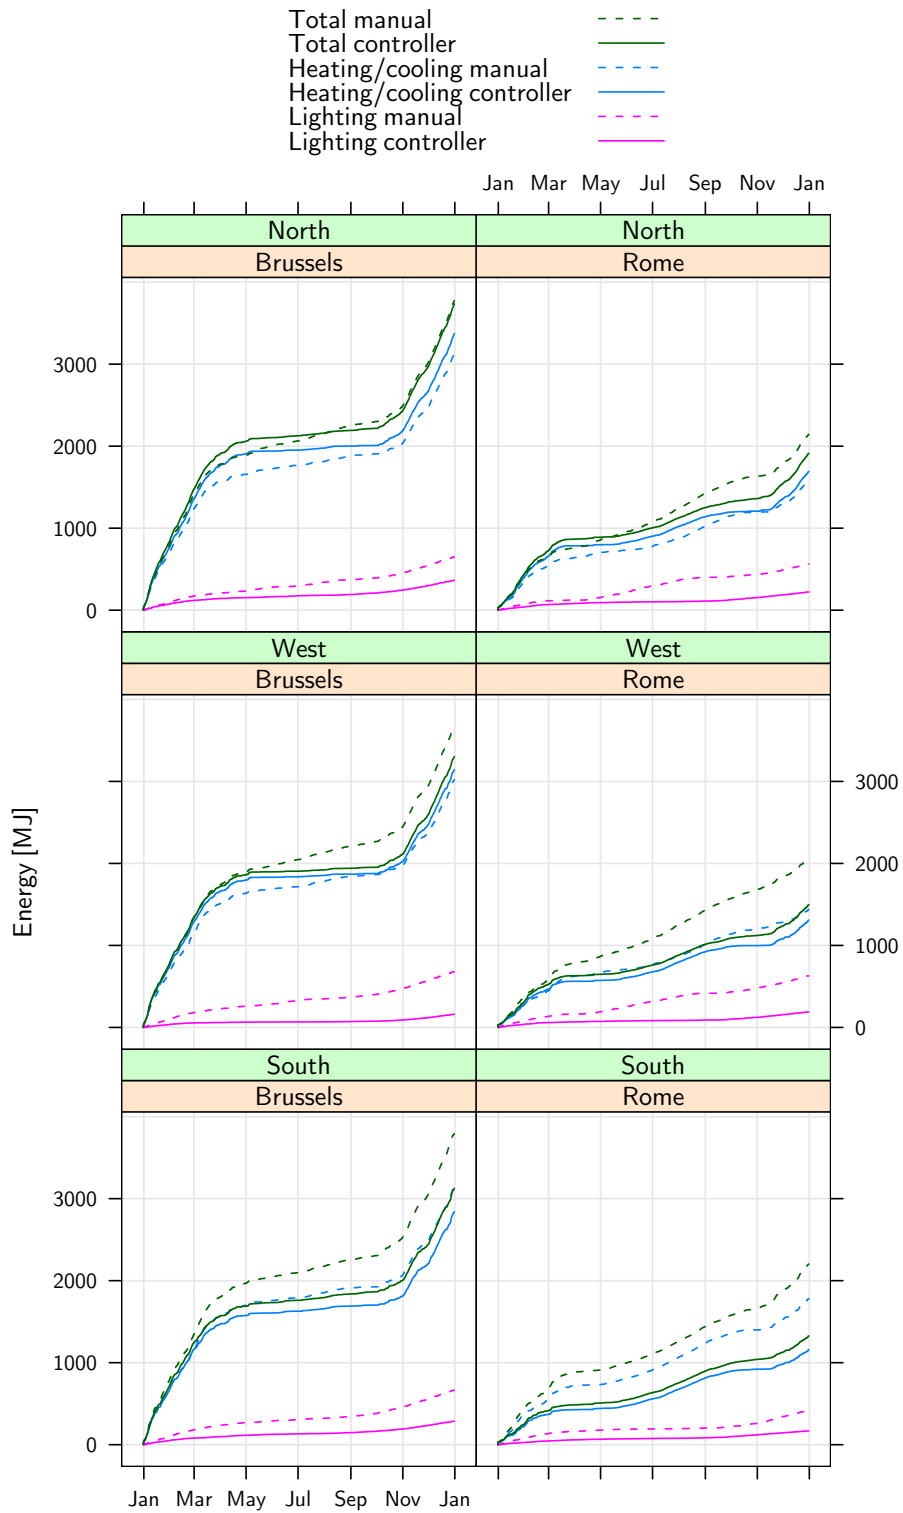 Total manual
Total controller
Heating/cooling manual
Heating/cooling controller
Lighting manual
Lighting controller
Jan Mar May Jul Sep Nov Jan
North North
Brussels Rome
3000
2000
1000
0
West West
Brussels Rome
3000
2000
1000
0
Energy [MJ]
South South
Brussels Rome
3000
2000
1000
0
Jan Mar May Jul Sep Nov Jan